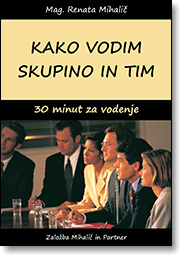 Mag. Renata Mihalič
KAKO VODIM
SKUPINO IN TIM
30 minut za vodenje
Založba Mihalič in Partner